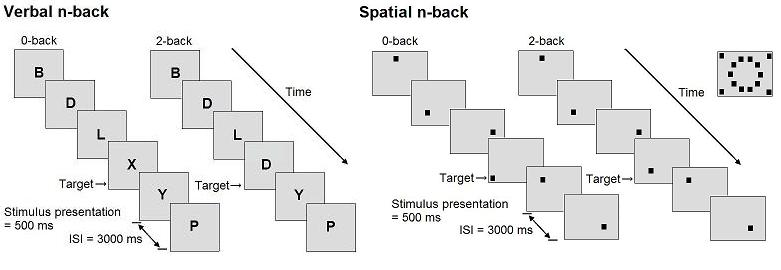 Verbal n-back
0-back
2-back
B
D
L
X
Y
P
Target→
B
D
L
D
Y
P
Target→
Time
Stimulus presentation
= 500 ms
ISI = 3000 ms
Spatial n-back
0-back
2-back
Target→
Target→
Time
Stimulus presentation
= 500 ms
ISI = 3000 ms